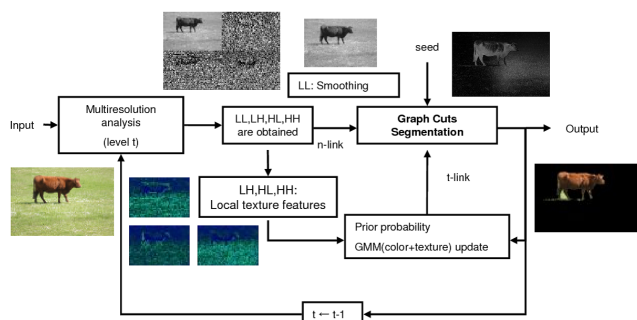 seed
LL: Smoothing
Input
Multiresolution
analysis
(level t)
LL,LH,HL,HH
are obtained
n-link
Graph Cuts
Segmentation
Output
t-link
LH,HL,HH:
Local texture features
Prior probability
GMM(color+texture) update
t ← t-1